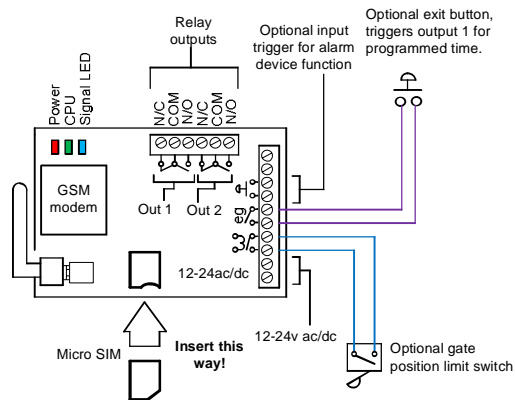 Relay
outputs
Optional input
trigger for alarm
device function
Optional exit button,
triggers output 1 for
programmed time.
Power
CPU
Signal LED
N/C
COM
N/O
N/C
COM
N/O
GSM
modem
Out 1
Out 2
eg
12-24ac/dc
12-24v ac/dc
Micro SIM
Insert this
way!
Optional gate
position limit switch